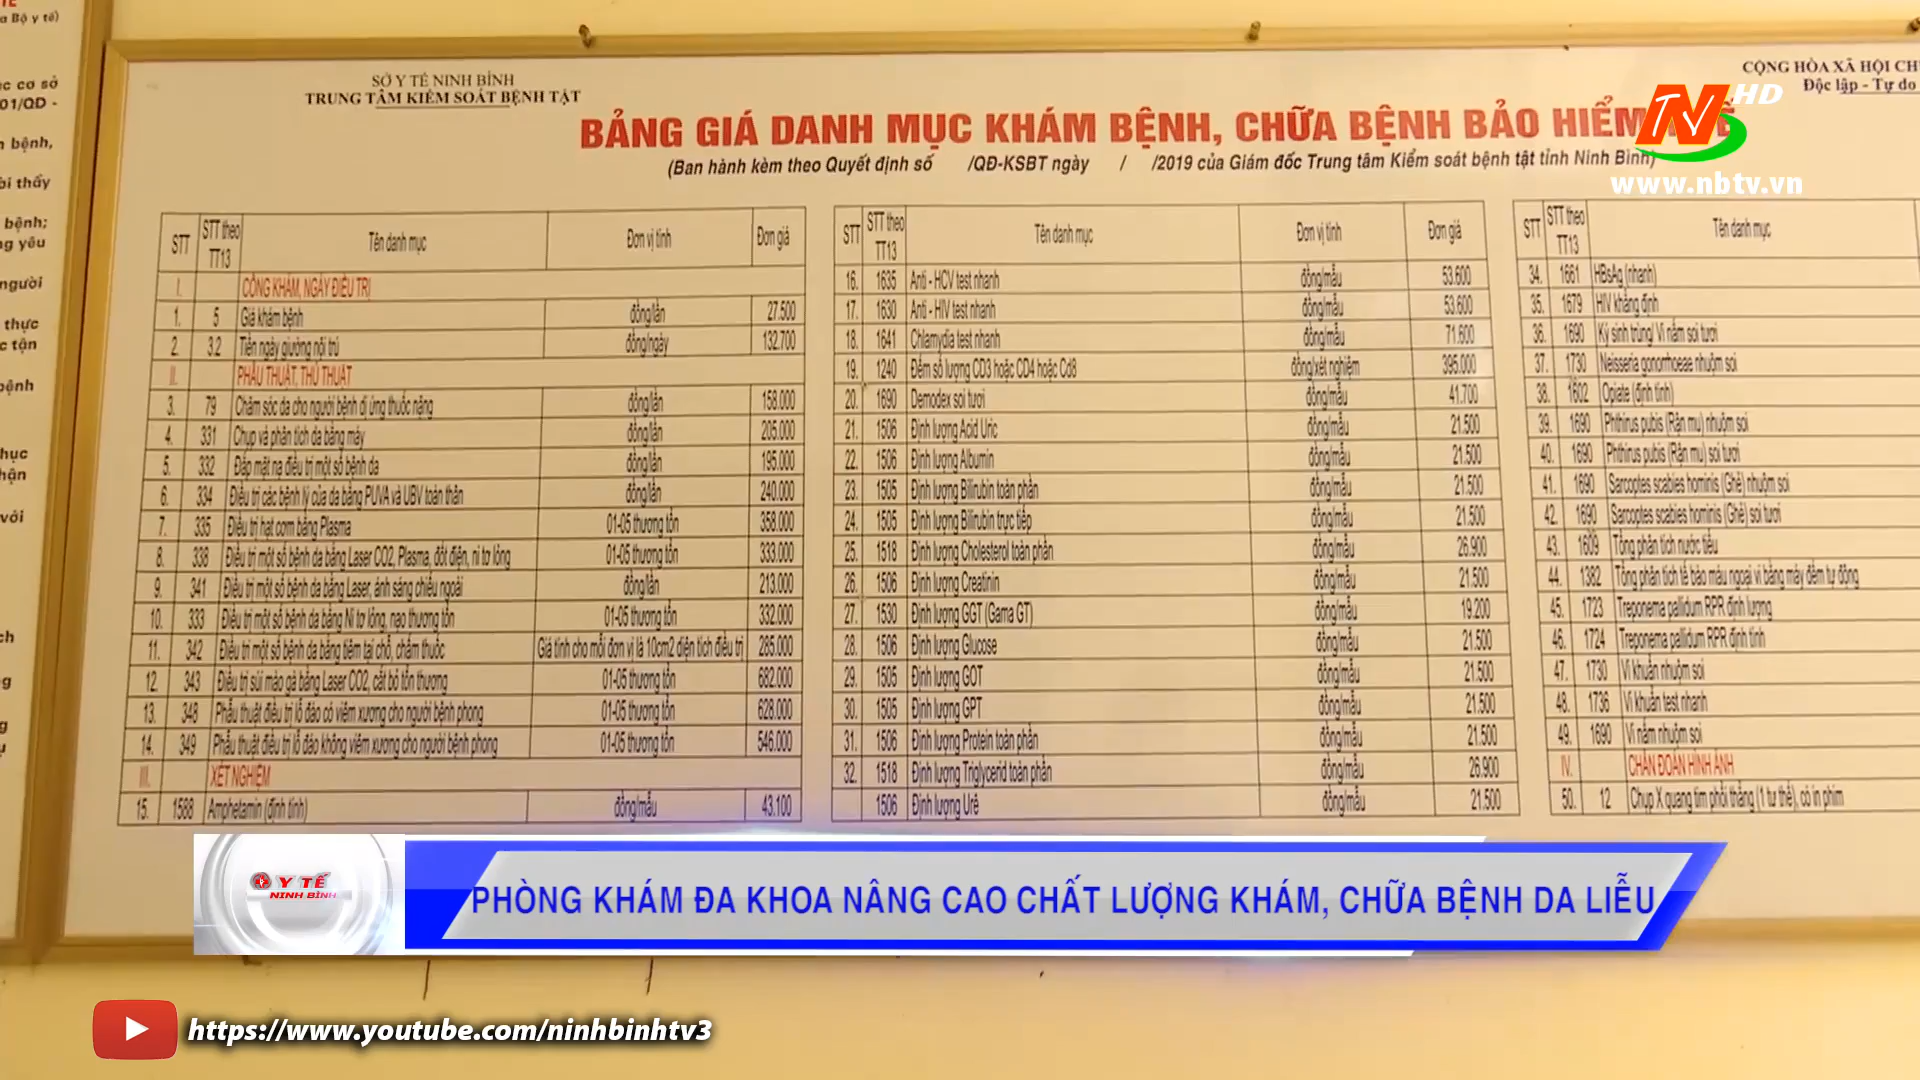 TẾ
a Bộ y tế)
ọc cơ sở
01/QĐ -
bệnh,
ời thấy
bệnh;
ng yêu
người
thực
c tận
bệnh
hục
hận
với
SỞ Y TẾ NINH BÌNH
TRUNG TÂM KIỂM SOÁT BỆNH TẬT
CỘNG HÒA XÃ HỘI CH
Độc lập - Tự do
BẢNG GIÁ DANH MỤC KHÁM BỆNH, CHỮA BỆNH BẢO HIỂM Y TẾ
(Ban hành kèm theo Quyết định số /QĐ-KSBT ngày / /2019 của Giám đốc Trung tâm Kiểm soát bệnh tật tỉnh Ninh Bình)
NTV HD
www.nbtv.vn
STT STT theo TT13 Tên danh mục Đơn vị tính Đơn giá
I. CÔNG KHÁM, NGÀY ĐIỀU TRỊ
1. 5 Giá khám bệnh đồng/lần 27.500
2. 3.2 Tiền ngày giường nội trú đồng/ngày 132.700
II. PHẪU THUẬT, THỦ THUẬT
3. 79 Chăm sóc da cho người bệnh dị ứng thuốc nặng đồng/lần 158.000
4. 331 Chụp và phân tích da bằng máy đồng/lần 205.000
5. 332 Đắp mặt nạ điều trị một số bệnh da đồng/lần 195.000
6. 334 Điều trị các bệnh lý của da bằng PUVA và UBV toàn thân đồng/lần 240.000
7. 335 Điều trị hạt cơm bằng Plasma 01-05 thương tổn 358.000
8. 338 Điều trị một số bệnh da bằng Laser CO2, Plasma, đốt điện, ni tơ lỏng 01-05 thương tổn 333.000
9. 341 Điều trị một số bệnh da bằng Laser, ánh sáng chiếu ngoài đồng/lần 213.000
10. 333 Điều trị một số bệnh da bằng Ni tơ lỏng, nạo thương tổn 01-05 thương tổn 332.000
11. 342 Điều trị một số bệnh da bằng tiêm tại chỗ, chấm thuốc Giá tính cho mỗi đơn vị là 10cm2 diện tích điều trị 285.000
12. 343 Điều trị sùi mào gà bằng Laser CO2, cắt bỏ tổn thương 01-05 thương tổn 682.000
13. 348 Phẫu thuật điều trị lỗ đáo có viêm xương cho người bệnh phong 01-05 thương tổn 628.000
14. 349 Phẫu thuật điều trị lỗ đáo không viêm xương cho người bệnh phong 01-05 thương tổn 546.000
III. XÉT NGHIỆM
15. 1588 Amphetamin (định tính) đồng/mẫu 43.100
STT STT theo TT13 Tên danh mục Đơn vị tính Đơn giá
16. 1635 Anti - HCV test nhanh đồng/mẫu 53.600
17. 1630 Anti - HIV test nhanh đồng/mẫu 53.600
18. 1641 Chlamydia test nhanh đồng/mẫu 71.600
19. 1240 Đếm số lượng CD3 hoặc CD4 hoặc Cd8 đồng/xét nghiệm 395.000
20. 1690 Demodex soi tươi đồng/mẫu 41.700
21. 1506 Định lượng Acid Uric đồng/mẫu 21.500
22. 1506 Định lượng Albumin đồng/mẫu 21.500
23. 1505 Định lượng Bilirubin toàn phần đồng/mẫu 21.500
24. 1505 Định lượng Bilirubin trực tiếp đồng/mẫu 21.500
25. 1518 Định lượng Cholesterol toàn phần đồng/mẫu 26.900
26. 1506 Định lượng Creatinin đồng/mẫu 21.500
27. 1530 Định lượng GGT (Gama GT) đồng/mẫu 19.200
28. 1506 Định lượng Glucose đồng/mẫu 21.500
29. 1505 Định lượng GOT đồng/mẫu 21.500
30. 1505 Định lượng GPT đồng/mẫu 21.500
31. 1506 Định lượng Protein toàn phần đồng/mẫu 21.500
32. 1518 Định lượng Triglycerid toàn phần đồng/mẫu 26.900
1506 Định lượng Urê đồng/mẫu 21.500
STT STT theo TT13 Tên danh mục
34. 1661 HBsAg (nhanh)
35. 1679 HIV khẳng định
36. 1690 Ký sinh trùng/ Vi nấm soi tươi
37. 1730 Neisseria gonorrhoeae nhuộm soi
38. 1602 Opiate (định tính)
39. 1690 Phthirus pubis (Rận mu) nhuộm soi
40. 1690 Phthirus pubis (Rận mu) soi tươi
41. 1690 Sarcoptes scabies hominis (Ghẻ) nhuộm soi
42. 1690 Sarcoptes scabies hominis (Ghẻ) soi tươi
43. 1609 Tổng phân tích nước tiểu
44. 1382 Tổng phân tích tế bào máu ngoại vi bằng máy đếm tự động
45. 1723 Treponema pallidum RPR định lượng
46. 1724 Treponema pallidum RPR định tính
47. 1730 Vi khuẩn nhuộm soi
48. 1736 Vi khuẩn test nhanh
49. 1690 Vi nấm nhuộm soi
IV. CHẨN ĐOÁN HÌNH ẢNH
50. 12 Chụp X quang tim phổi thẳng (1 tư thế), có in phim
Y TẾ
NINH BÌNH
PHÒNG KHÁM ĐA KHOA NÂNG CAO CHẤT LƯỢNG KHÁM, CHỮA BỆNH DA LIỄU
https://www.youtube.com/ninhbinhtv3